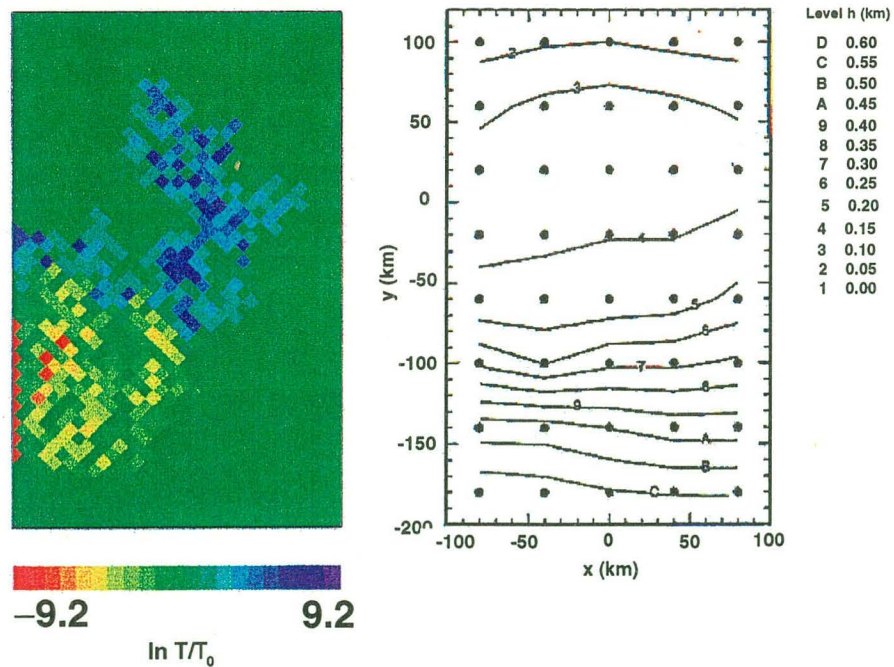 Level h (km)
D 0.60
C 0.55
B 0.50
A 0.45
9 0.40
8 0.35
7 0.30
6 0.25
5 0.20
4 0.15
3 0.10
2 0.05
1 0.00
100
50
0
-50
-100
-150
-200
y (km)
-100 -50 0 50 100
x (km)
2
3
4
5
6
7
8
9
A
B
C
−9.2 9.2
ln T/T₀